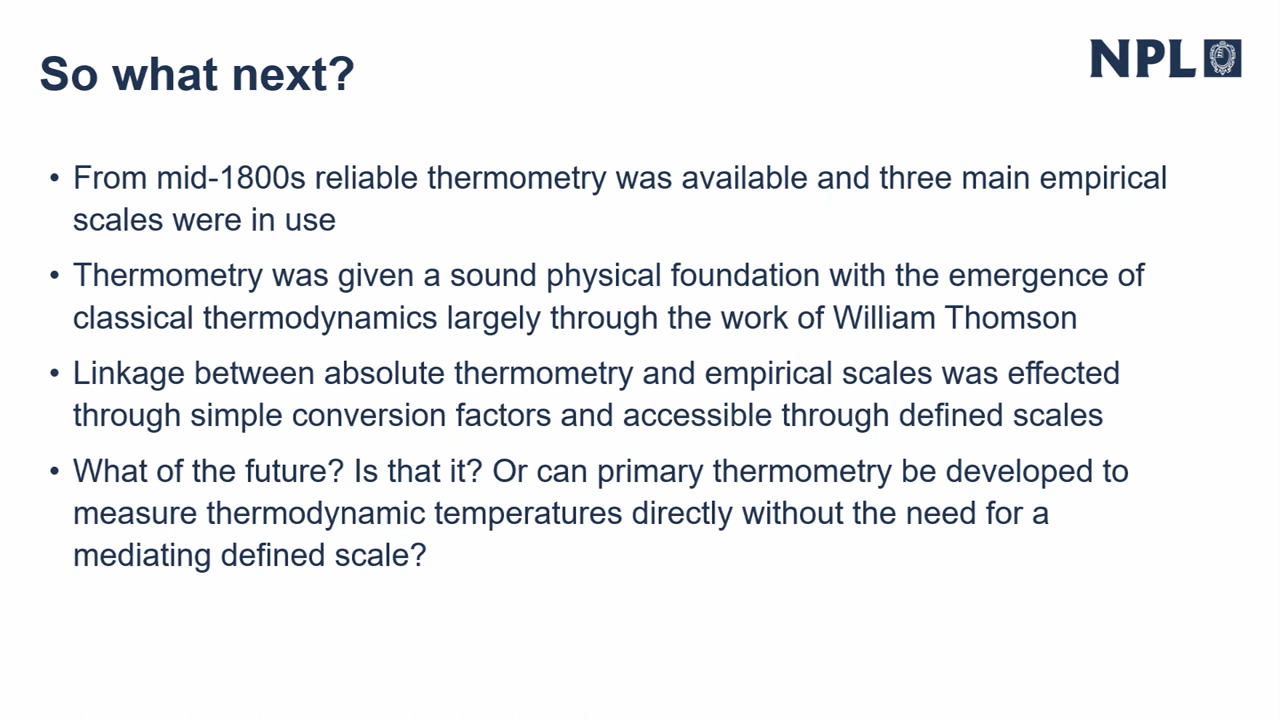 So what next?
NPL
• From mid-1800s reliable thermometry was available and three main empirical
scales were in use
• Thermometry was given a sound physical foundation with the emergence of
classical thermodynamics largely through the work of William Thomson
• Linkage between absolute thermometry and empirical scales was effected
through simple conversion factors and accessible through defined scales
• What of the future? Is that it? Or can primary thermometry be developed to
measure thermodynamic temperatures directly without the need for a
mediating defined scale?